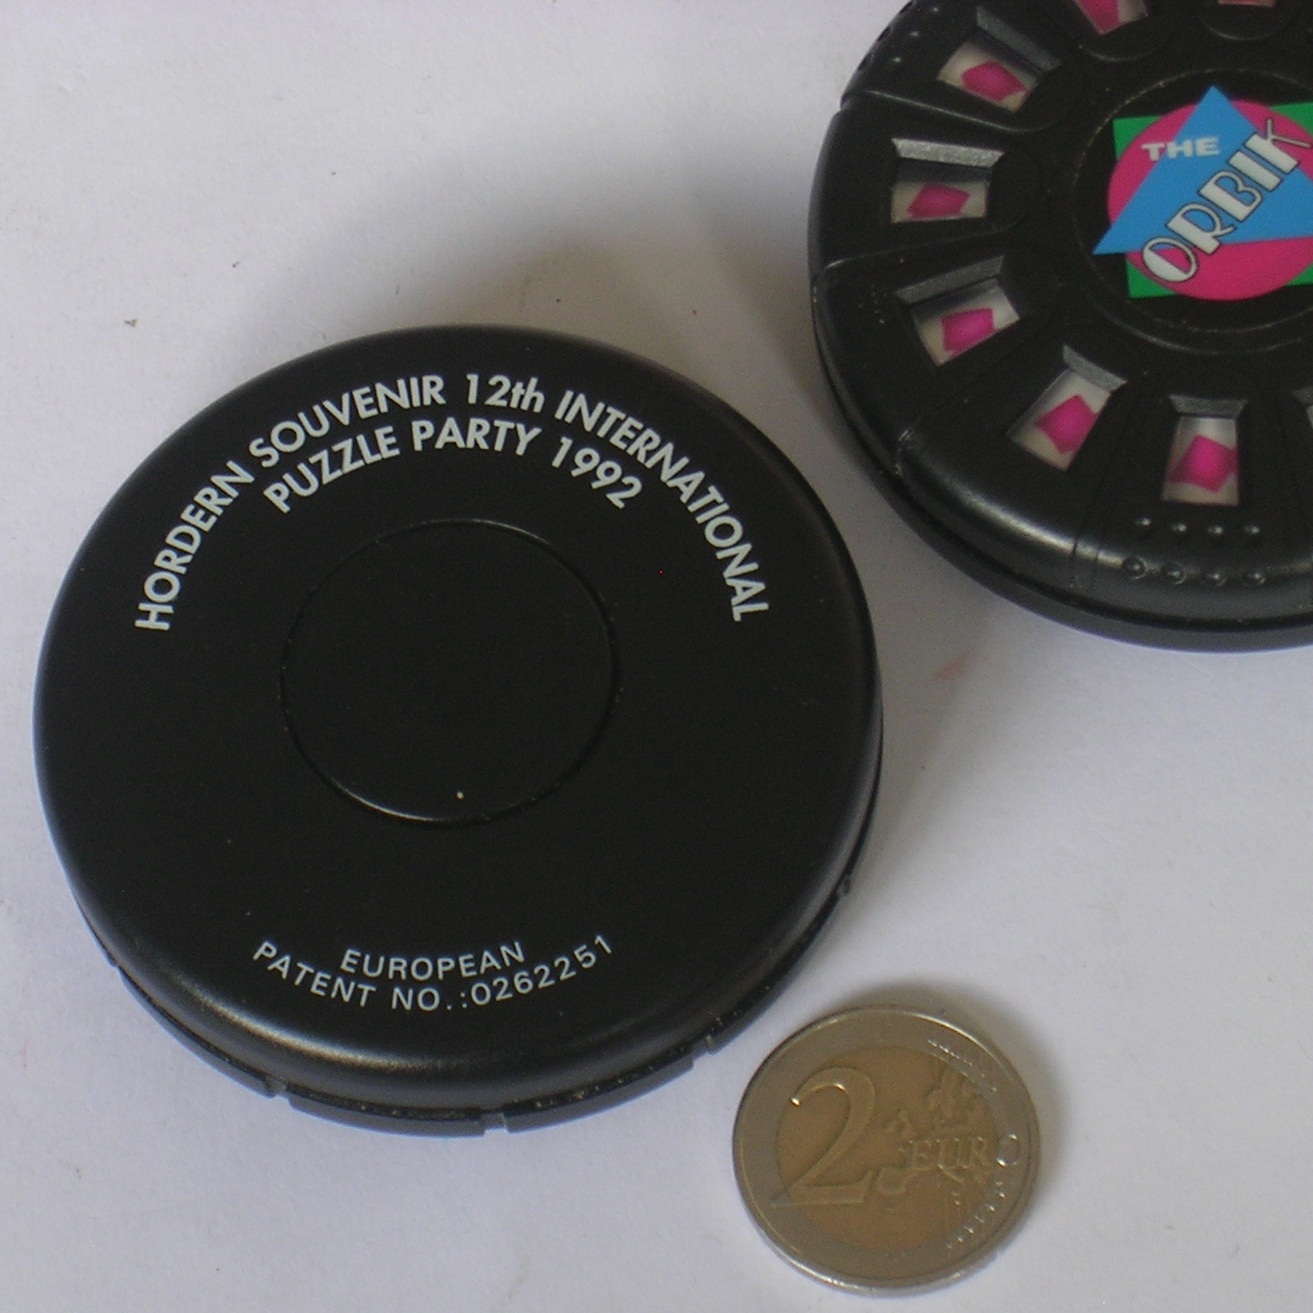 HORDERN SOUVENIR 12th INTERNATIONAL
PUZZLE PARTY 1992
EUROPEAN
PATENT NO.:0262251
THE
ORBIK
2
EURO